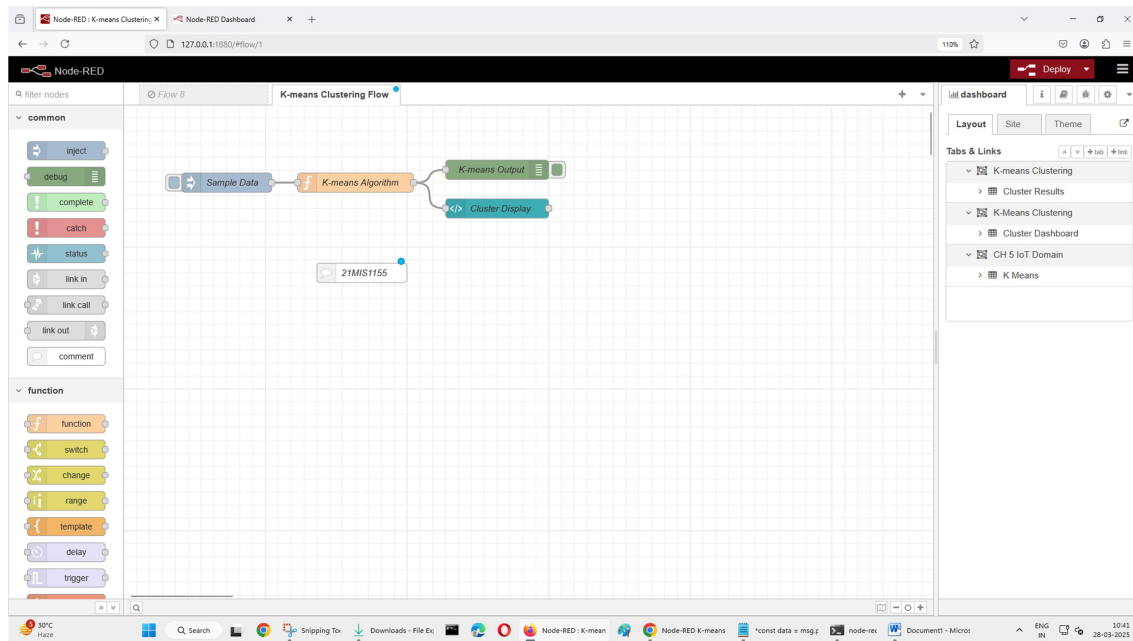 Node-RED : K-means Clustering
Node-RED Dashboard
127.0.0.1:1880/#flow/1
110%
Node-RED
Deploy
filter nodes
Flow 8
K-means Clustering Flow
dashboard
common
inject
debug
complete
catch
status
link in
link call
link out
comment
function
function
switch
change
range
template
delay
trigger
Sample Data
K-means Algorithm
K-means Output
Cluster Display
21MIS1155
Layout
Site
Theme
Tabs & Links
+tab
+link
K-means Clustering
Cluster Results
K-Means Clustering
Cluster Dashboard
CH 5 IoT Domain
K Means
30°C
Haze
Search
Snipping Too
Downloads - File Exp
Node-RED : K-mean
Node-RED K-means
*const data = msg.p
node-red
Document1 - Micros
ENG
IN
10:41
28-03-2025